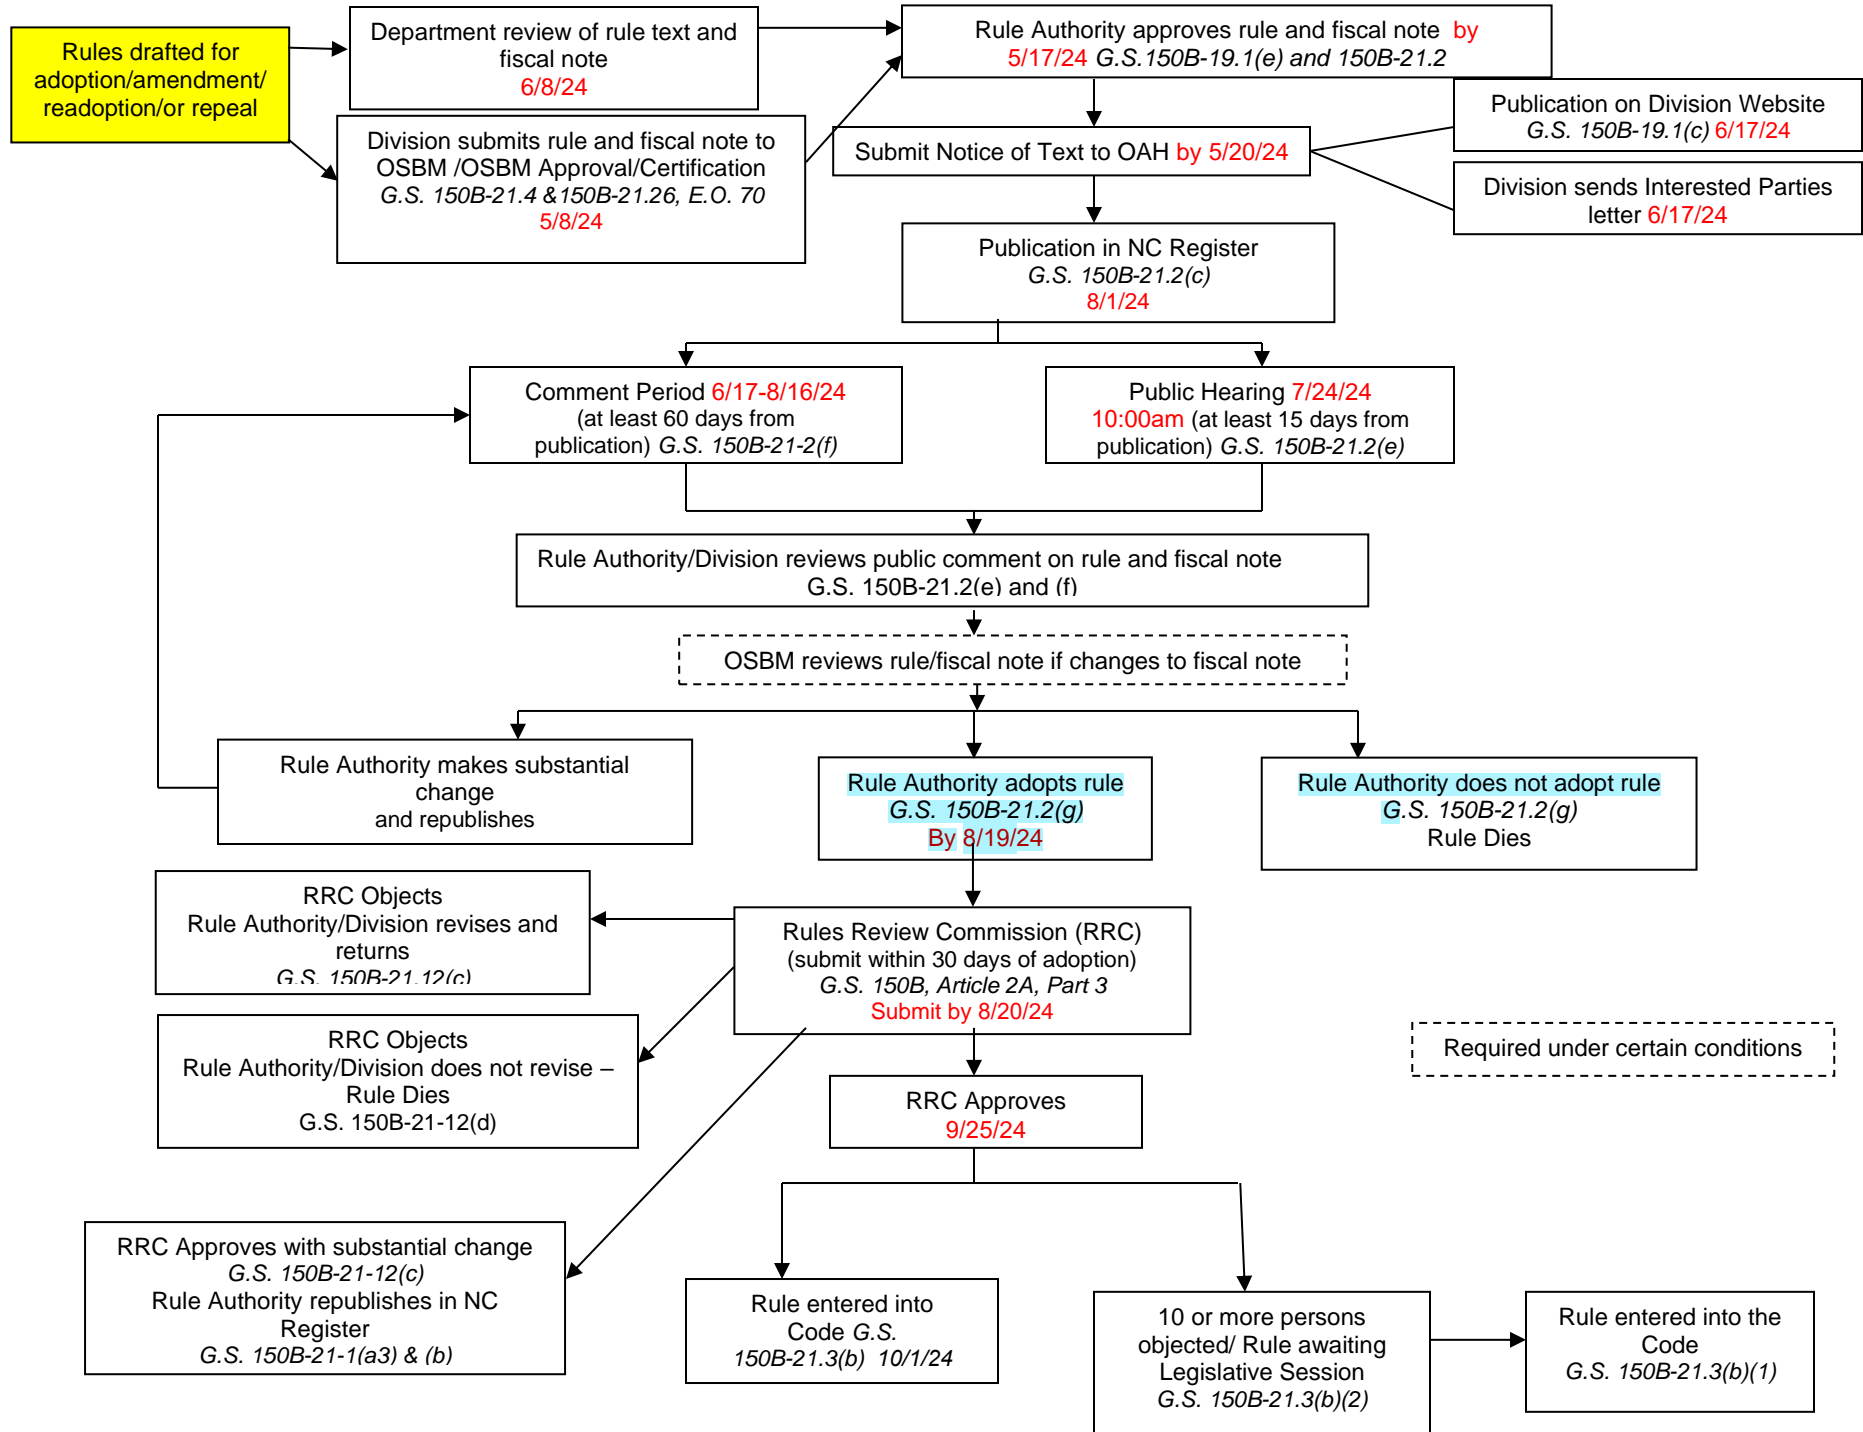 Rules drafted for
adoption/amendment/
readoption/or repeal
Department review of rule text and
fiscal note
6/8/24
Division submits rule and fiscal note to
OSBM /OSBM Approval/Certification
G.S. 150B-21.4 &150B-21.26, E.O. 70
5/8/24
Rule Authority approves rule and fiscal note by
5/17/24 G.S.150B-19.1(e) and 150B-21.2
Submit Notice of Text to OAH by 5/20/24
Publication on Division Website
G.S. 150B-19.1(c) 6/17/24
Division sends Interested Parties
letter 6/17/24
Publication in NC Register
G.S. 150B-21.2(c)
8/1/24
Comment Period 6/17-8/16/24
(at least 60 days from
publication) G.S. 150B-21-2(f)
Public Hearing 7/24/24
10:00am (at least 15 days from
publication) G.S. 150B-21.2(e)
Rule Authority/Division reviews public comment on rule and fiscal note
G.S. 150B-21.2(e) and (f)
OSBM reviews rule/fiscal note if changes to fiscal note
Rule Authority makes substantial
change
and republishes
Rule Authority adopts rule
G.S. 150B-21.2(g)
By 8/19/24
Rule Authority does not adopt rule
G.S. 150B-21.2(g)
Rule Dies
RRC Objects
Rule Authority/Division revises and
returns
G.S. 150B-21.12(c)
Rules Review Commission (RRC)
(submit within 30 days of adoption)
G.S. 150B, Article 2A, Part 3
Submit by 8/20/24
RRC Objects
Rule Authority/Division does not revise –
Rule Dies
G.S. 150B-21-12(d)
Required under certain conditions
RRC Approves
9/25/24
RRC Approves with substantial change
G.S. 150B-21-12(c)
Rule Authority republishes in NC
Register
G.S. 150B-21-1(a3) & (b)
Rule entered into
Code G.S.
150B-21.3(b) 10/1/24
10 or more persons
objected/ Rule awaiting
Legislative Session
G.S. 150B-21.3(b)(2)
Rule entered into the
Code
G.S. 150B-21.3(b)(1)